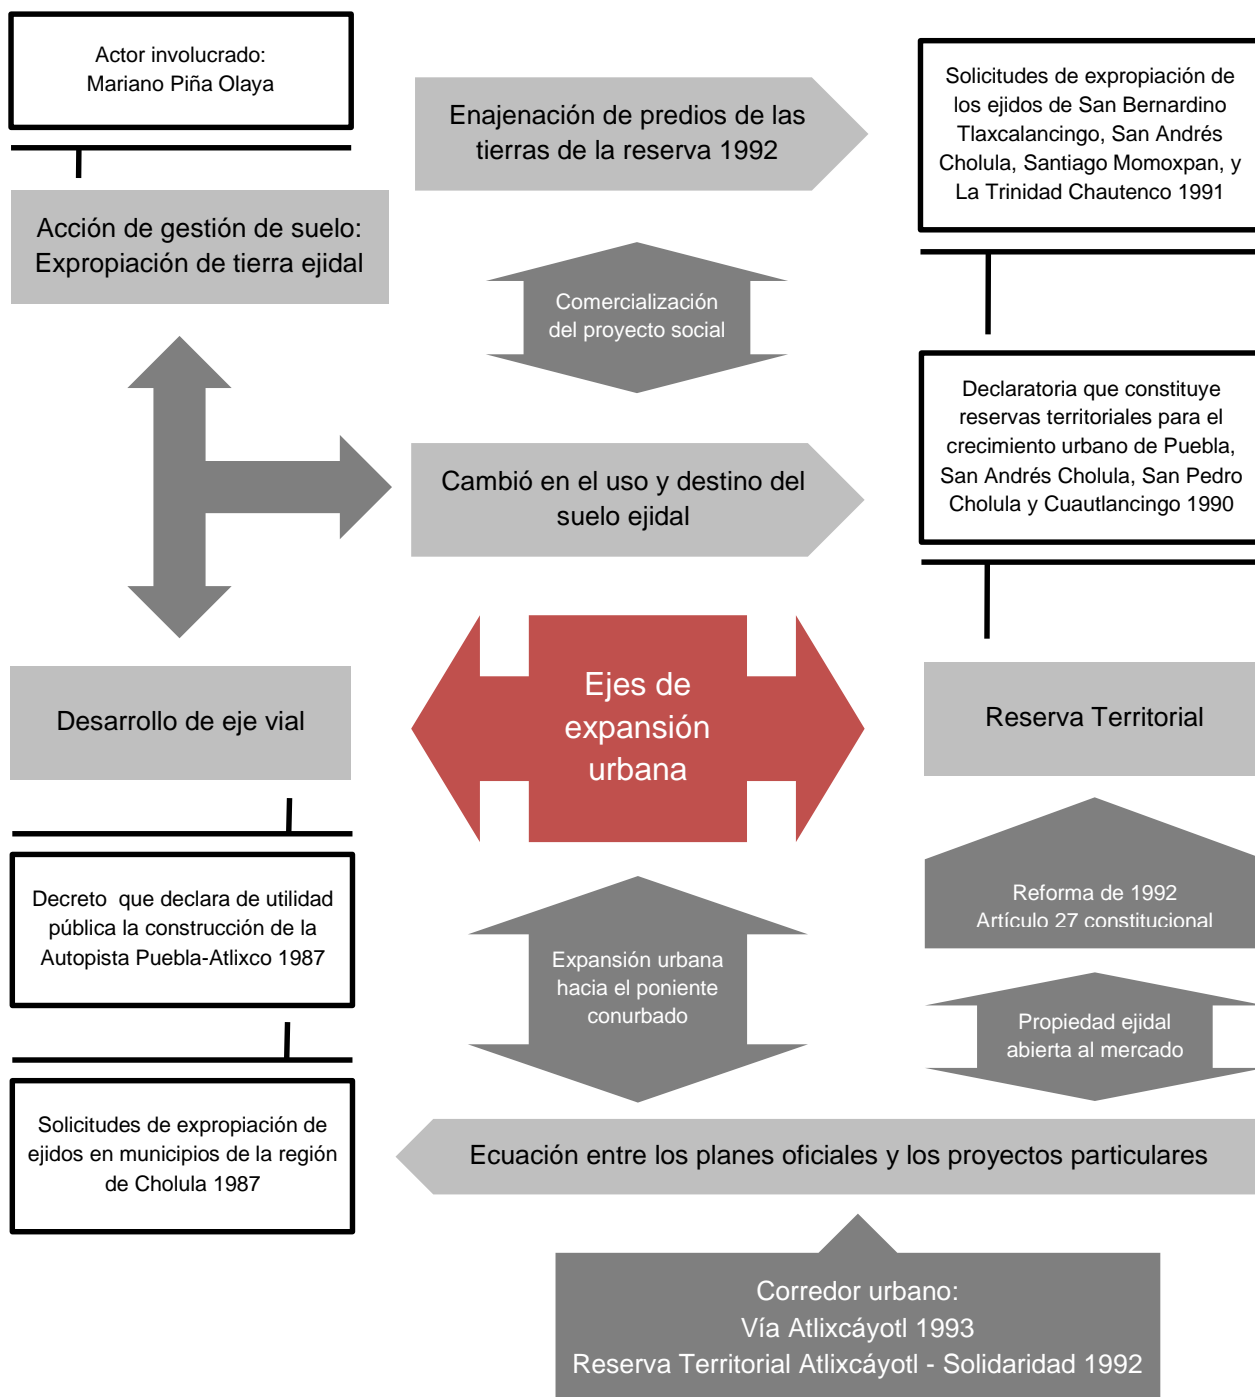 Actor involucrado:
Mariano Piña Olaya
Acción de gestión de suelo:
Expropiación de tierra ejidal
Enajenación de predios de las
tierras de la reserva 1992
Solicitudes de expropiación de
los ejidos de San Bernardino
Tlaxcalancingo, San Andrés
Cholula, Santiago Momoxpan, y
La Trinidad Chautenco 1991
Comercialización
del proyecto social
Declaratoria que constituye
reservas territoriales para el
crecimiento urbano de Puebla,
San Andrés Cholula, San Pedro
Cholula y Cuautlancingo 1990
Cambió en el uso y destino del
suelo ejidal
Desarrollo de eje vial
Ejes de
expansión
urbana
Reserva Territorial
Decreto  que declara de utilidad
pública la construcción de la
Autopista Puebla-Atlixco 1987
Expansión urbana
hacia el poniente
conurbado
Reforma de 1992
Artículo 27 constitucional
Propiedad ejidal
abierta al mercado
Solicitudes de expropiación de
ejidos en municipios de la región
de Cholula 1987
Ecuación entre los planes oficiales y los proyectos particulares
Corredor urbano:
Vía Atlixcáyotl 1993
Reserva Territorial Atlixcáyotl - Solidaridad 1992